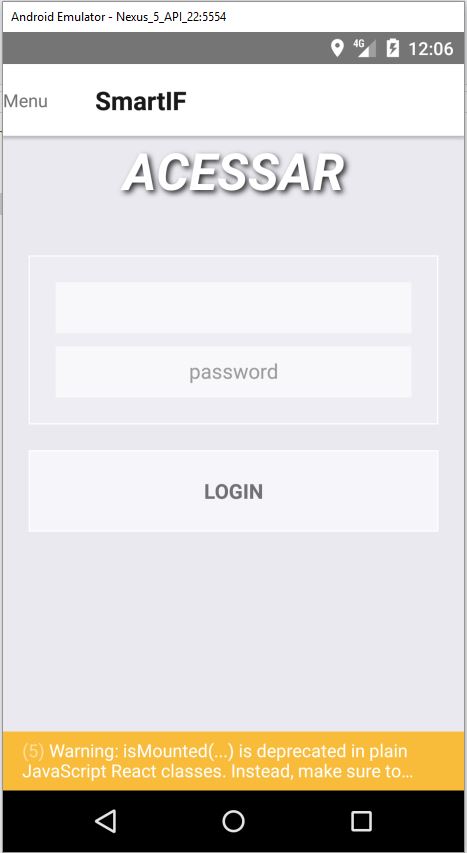 Android Emulator - Nexus_5_API_22:5554
4G 12:06
Menu SmartIF
ACESSAR
password
LOGIN
(5) Warning: isMounted(...) is deprecated in plain
JavaScript React classes. Instead, make sure to...